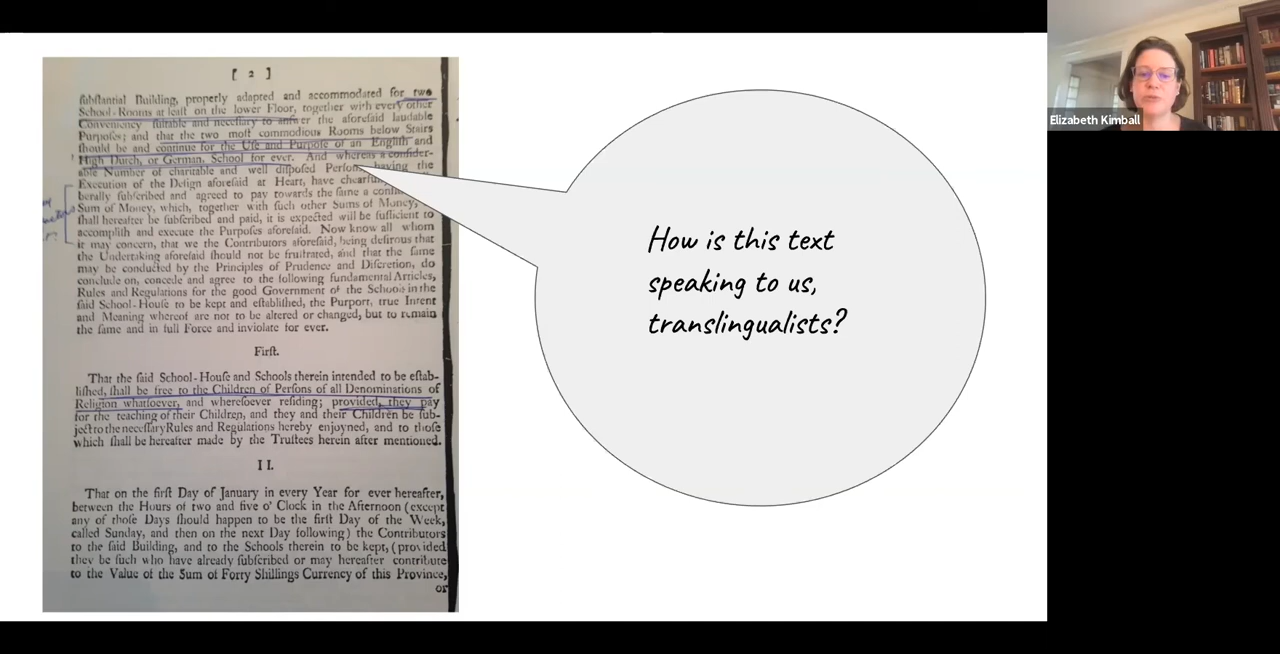 [ 2 ]
ſubſtantial Building, properly adapted and accommodated for two
School-Rooms at leaſt on the lower Floor, together with every other
Conveniency ſuitable and neceſſary to anſwer the aforeſaid laudable
Purpoſes; and that the two moſt commodious Rooms below Stairs
ſhould be and continue for the Uſe and Purpoſe of an Engliſh and
High Dutch, or German, School for ever. And whereas a conſider-
able Number of charitable and well diſpoſed Perſons having the
Execution of the Deſign aforeſaid at Heart, have
berally ſubſcribed and agreed to pay towards the ſame a
Sum of Money, which, together with ſuch other Sums of Money,
ſhall hereafter be ſubſcribed and paid, it is expected will be ſufficient to
accompliſh and execute the Purpoſes aforeſaid. Now know all whom
it may concern, that we the Contributors aforeſaid, being deſirous that
the Undertaking aforeſaid ſhould not be fruſtrated, and that the ſame
may be conducted by the Principles of Prudence and Diſcretion, do
conclude on, concede and agree to the following fundamental Articles,
Rules and Regulations for the good Government of the Schools in the
ſaid School-Houſe to be kept and eſtabliſhed, the Purport, true Intent
and Meaning whereof are not to be altered or changed, but to remain
the ſame and in full Force and inviolate for ever.
Firſt.
That the ſaid School-Houſe and Schools therein intended to be eſtab-
liſhed, ſhall be free to the Children of Perſons of all Denominations of
Religion whatſoever, and whereſoever reſiding; provided, they pay
for the teaching of their Children, and they and their Children be ſub-
ject to the neceſſary Rules and Regulations hereby enjoyned, and to thoſe
which ſhall be hereafter made by the Truſtees herein after mentioned.
II.
That on the firſt Day of January in every Year for ever hereafter,
between the Hours of two and five o' Clock in the Afternoon (except
any of thoſe Days ſhould happen to be the firſt Day of the Week,
called Sunday, and then on the next Day following) the Contributors
to the ſaid Building, and to the Schools therein to be kept, (provided
they be ſuch who have already ſubſcribed or may hereafter contribute
to the Value of the Sum of Forty Shillings Currency of this Province,
or
How is this text
speaking to us,
translingualists?
Elizabeth Kimball